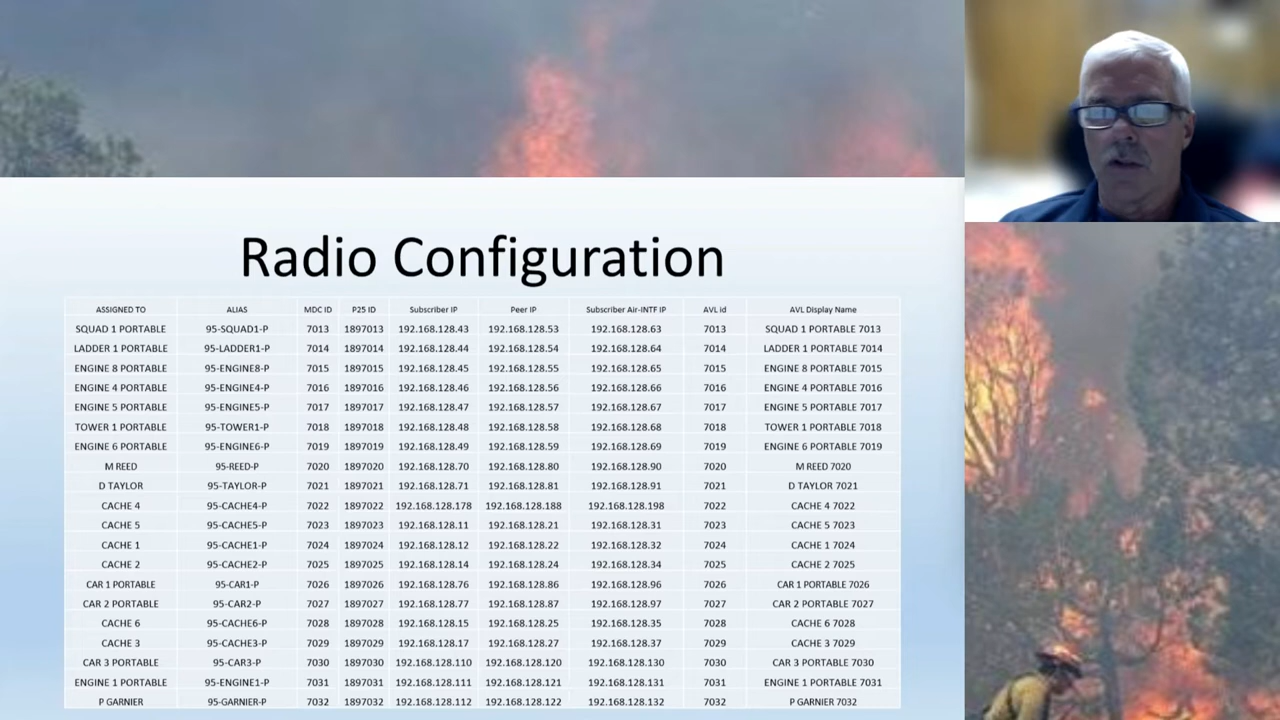 Radio Configuration
ASSIGNED TO ALIAS MDC ID P25 ID Subscriber IP Peer IP Subscriber Air-INTF IP AVL id AVL Display Name
SQUAD 1 PORTABLE 95-SQUAD1-P 7013 1897013 192.168.128.43 192.168.128.53 192.168.128.63 7013 SQUAD 1 PORTABLE 7013
LADDER 1 PORTABLE 95-LADDER1-P 7014 1897014 192.168.128.44 192.168.128.54 192.168.128.64 7014 LADDER 1 PORTABLE 7014
ENGINE 8 PORTABLE 95-ENGINE8-P 7015 1897015 192.168.128.45 192.168.128.55 192.168.128.65 7015 ENGINE 8 PORTABLE 7015
ENGINE 4 PORTABLE 95-ENGINE4-P 7016 1897016 192.168.128.46 192.168.128.56 192.168.128.66 7016 ENGINE 4 PORTABLE 7016
ENGINE 5 PORTABLE 95-ENGINE5-P 7017 1897017 192.168.128.47 192.168.128.57 192.168.128.67 7017 ENGINE 5 PORTABLE 7017
TOWER 1 PORTABLE 95-TOWER1-P 7018 1897018 192.168.128.48 192.168.128.58 192.168.128.68 7018 TOWER 1 PORTABLE 7018
ENGINE 6 PORTABLE 95-ENGINE6-P 7019 1897019 192.168.128.49 192.168.128.59 192.168.128.69 7019 ENGINE 6 PORTABLE 7019
M REED 95-REED-P 7020 1897020 192.168.128.70 192.168.128.80 192.168.128.90 7020 M REED 7020
D TAYLOR 95-TAYLOR-P 7021 1897021 192.168.128.71 192.168.128.81 192.168.128.91 7021 D TAYLOR 7021
CACHE 4 95-CACHE4-P 7022 1897022 192.168.128.178 192.168.128.188 192.168.128.198 7022 CACHE 4 7022
CACHE 5 95-CACHE5-P 7023 1897023 192.168.128.11 192.168.128.21 192.168.128.31 7023 CACHE 5 7023
CACHE 1 95-CACHE1-P 7024 1897024 192.168.128.12 192.168.128.22 192.168.128.32 7024 CACHE 1 7024
CACHE 2 95-CACHE2-P 7025 1897025 192.168.128.14 192.168.128.24 192.168.128.34 7025 CACHE 2 7025
CAR 1 PORTABLE 95-CAR1-P 7026 1897026 192.168.128.76 192.168.128.86 192.168.128.96 7026 CAR 1 PORTABLE 7026
CAR 2 PORTABLE 95-CAR2-P 7027 1897027 192.168.128.77 192.168.128.87 192.168.128.97 7027 CAR 2 PORTABLE 7027
CACHE 6 95-CACHE6-P 7028 1897028 192.168.128.15 192.168.128.25 192.168.128.35 7028 CACHE 6 7028
CACHE 3 95-CACHE3-P 7029 1897029 192.168.128.17 192.168.128.27 192.168.128.37 7029 CACHE 3 7029
CAR 3 PORTABLE 95-CAR3-P 7030 1897030 192.168.128.110 192.168.128.120 192.168.128.130 7030 CAR 3 PORTABLE 7030
ENGINE 1 PORTABLE 95-ENGINE1-P 7031 1897031 192.168.128.111 192.168.128.121 192.168.128.131 7031 ENGINE 1 PORTABLE 7031
P GARNIER 95-GARNIER-P 7032 1897032 192.168.128.112 192.168.128.122 192.168.128.132 7032 P GARNIER 7032